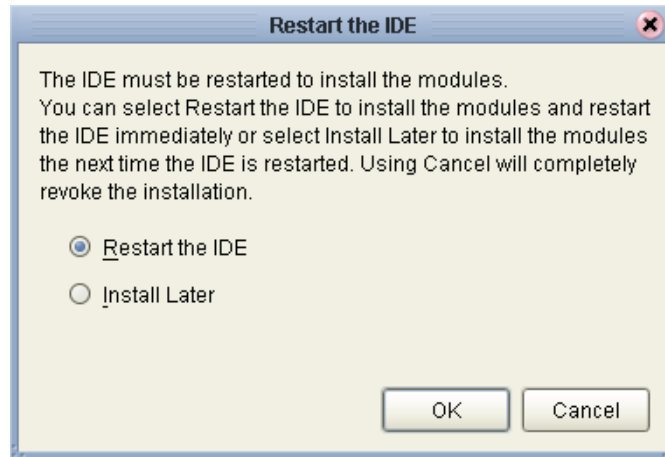 Restart the IDE
The IDE must be restarted to install the modules.
You can select Restart the IDE to install the modules and restart
the IDE immediately or select Install Later to install the modules
the next time the IDE is restarted. Using Cancel will completely
revoke the installation.
Restart the IDE
Install Later
OK
Cancel